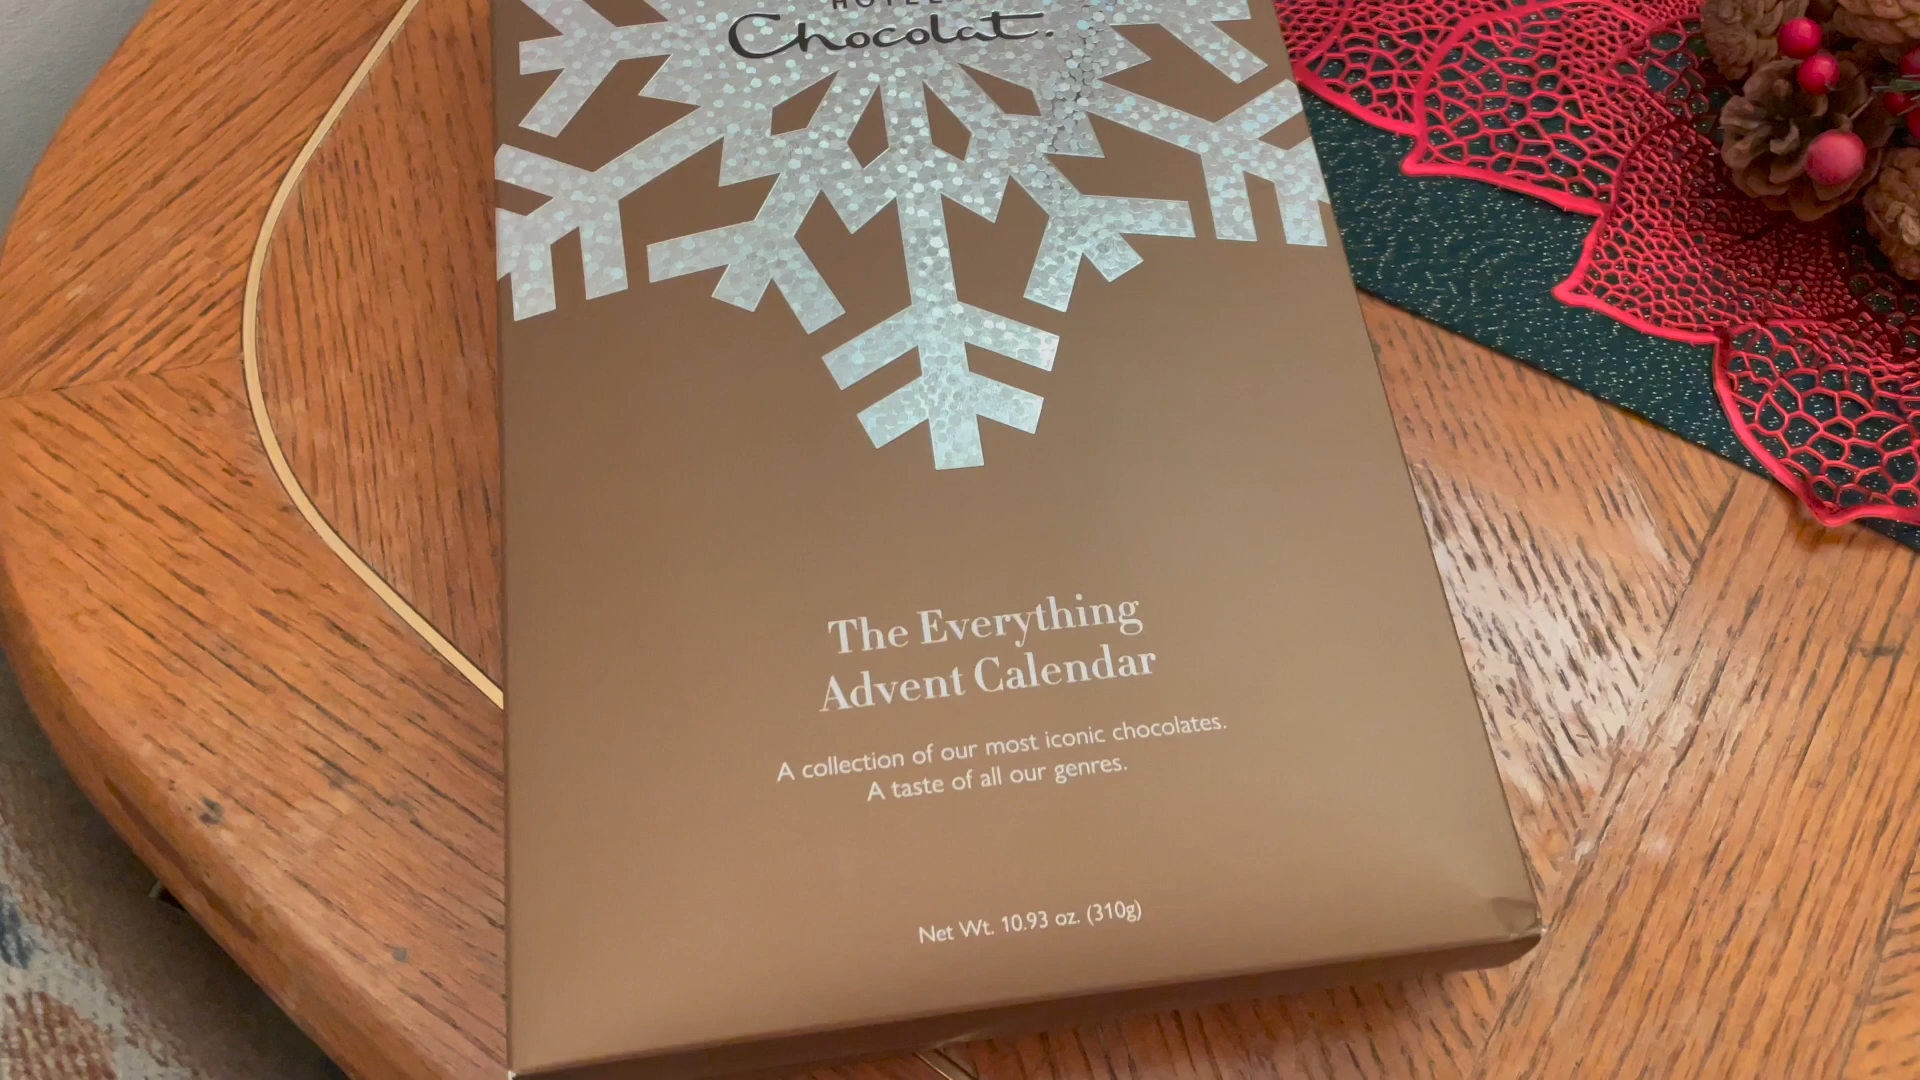 HOTEL
Chocolat.
The Everything
Advent Calendar
A collection of our most iconic chocolates.
A taste of all our genres.
Net Wt. 10.93 oz. (310g)